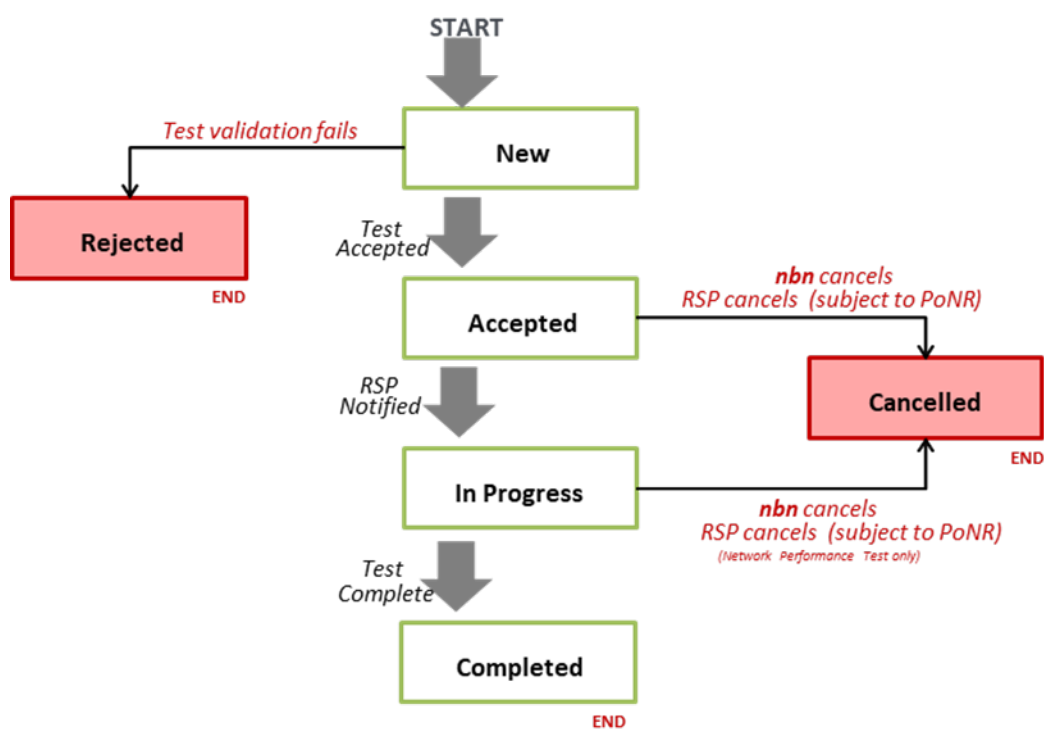 START
Test validation fails
New
Rejected
END
Test
Accepted
nbn cancels
RSP cancels (subject to PoNR)
Accepted
RSP
Notified
Cancelled
END
In Progress
nbn cancels
RSP cancels (subject to PoNR)
(Network Performance Test only)
Test
Complete
Completed
END